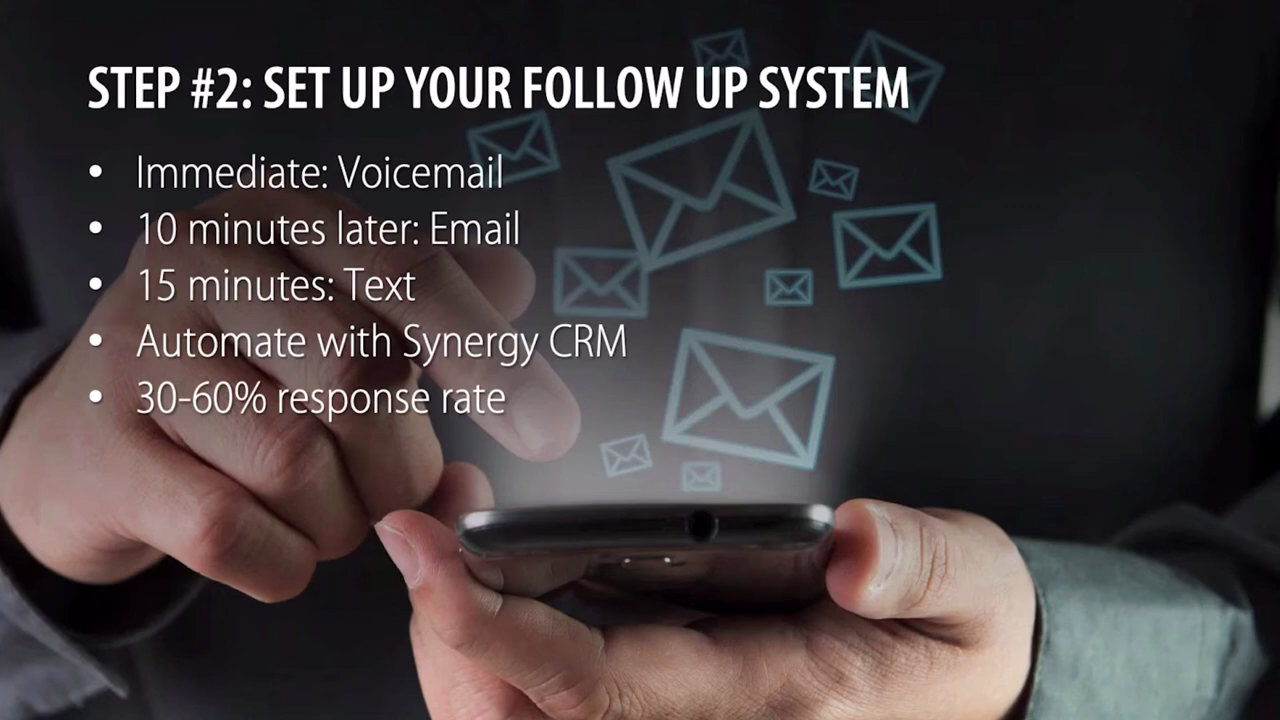 STEP #2: SET UP YOUR FOLLOW UP SYSTEM
• Immediate: Voicemail
• 10 minutes later: Email
• 15 minutes: Text
• Automate with Synergy CRM
• 30-60% response rate